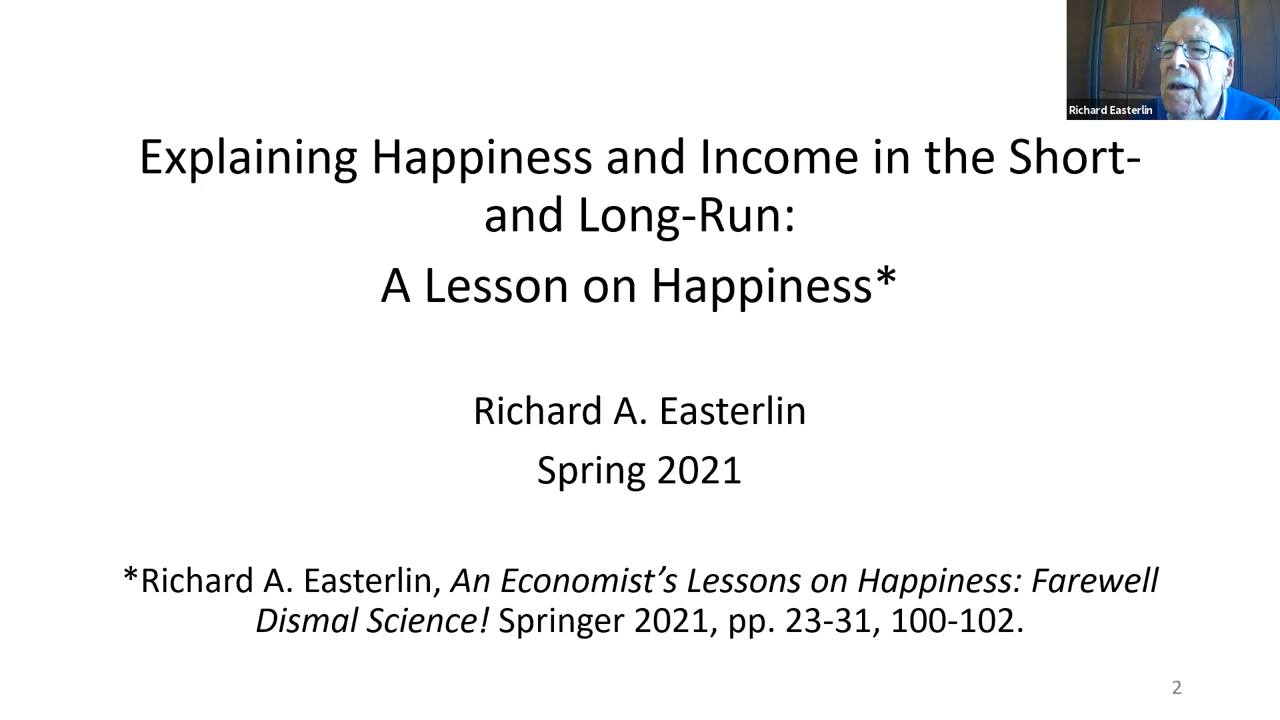 Richard Easterlin
Explaining Happiness and Income in the Short-
and Long-Run:
A Lesson on Happiness*
Richard A. Easterlin
Spring 2021
*Richard A. Easterlin, An Economist’s Lessons on Happiness: Farewell
Dismal Science! Springer 2021, pp. 23-31, 100-102.
2